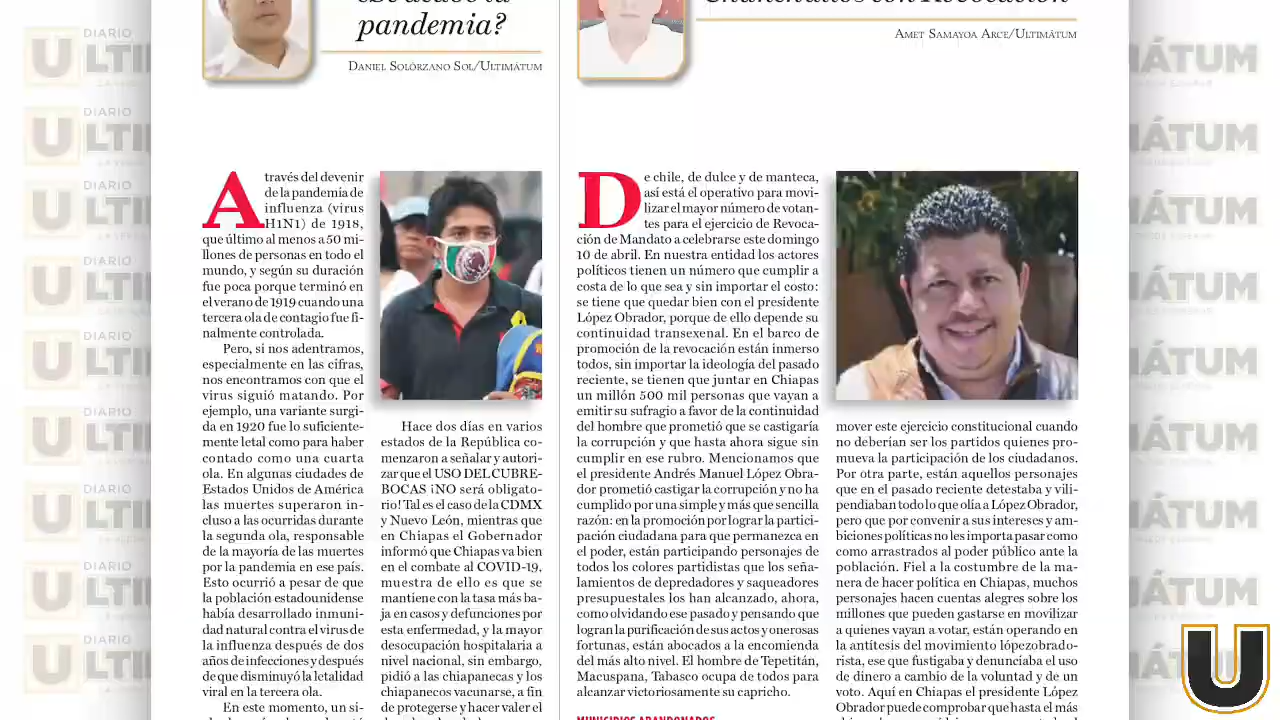 pandemia?
Daniel Solórzano Sol/Ultimátum
A través del devenir
de la pandemia de
influenza (virus
H1N1) de 1918,
que último al menos a 50 mi-
llones de personas en todo el
mundo, y según su duración
fue poca porque terminó en
el verano de 1919 cuando una
tercera ola de contagio fue fi-
nalmente controlada.
Pero, si nos adentramos,
especialmente en las cifras,
nos encontramos con que el
virus siguió matando. Por
ejemplo, una variante surgi-
da en 1920 fue lo suficiente-
mente letal como para haber
contado como una cuarta
ola. En algunas ciudades de
Estados Unidos de América
las muertes superaron in-
cluso a las ocurridas durante
la segunda ola, responsable
de la mayoría de las muertes
por la pandemia en ese país.
Esto ocurrió a pesar de que
la población estadounidense
había desarrollado inmuni-
dad natural contra el virus de
la influenza después de dos
años de infecciones y después
de que disminuyó la letalidad
viral en la tercera ola.
En este momento, un si-
Hace dos días en varios
estados de la República co-
menzaron a señalar y autori-
zar que el USO DEL CUBRE-
BOCAS ¡NO será obligato-
rio! Tal es el caso de la CDMX
y Nuevo León, mientras que
en Chiapas el Gobernador
informó que Chiapas va bien
en el combate al COVID-19,
muestra de ello es que se
mantiene con la tasa más ba-
ja en casos y defunciones por
esta enfermedad, y la mayor
desocupación hospitalaria a
nivel nacional, sin embargo,
pidió a las chiapanecas y los
chiapanecos vacunarse, a fin
de protegerse y hacer valer el
Amet Samayoa Arce/Ultimátum
De chile, de dulce y de manteca,
así está el operativo para movi-
lizar el mayor número de votan-
tes para el ejercicio de Revoca-
ción de Mandato a celebrarse este domingo
10 de abril. En nuestra entidad los actores
políticos tienen un número que cumplir a
costa de lo que sea y sin importar el costo:
se tiene que quedar bien con el presidente
López Obrador, porque de ello depende su
continuidad transexenal. En el barco de
promoción de la revocación están inmerso
todos, sin importar la ideología del pasado
reciente, se tienen que juntar en Chiapas
un millón 500 mil personas que vayan a
emitir su sufragio a favor de la continuidad
del hombre que prometió que se castigaría
la corrupción y que hasta ahora sigue sin
cumplir en ese rubro. Mencionamos que
el presidente Andrés Manuel López Obra-
dor prometió castigar la corrupción y no ha
cumplido por una simple y más que sencilla
razón: en la promoción por lograr la partici-
pación ciudadana para que permanezca en
el poder, están participando personajes de
todos los colores partidistas que los seña-
lamientos de depredadores y saqueadores
presupuestales los han alcanzado, ahora,
como olvidando ese pasado y pensando que
logran la purificación de sus actos y onerosas
fortunas, están abocados a la encomienda
del más alto nivel. El hombre de Tepetitán,
Macuspana, Tabasco ocupa de todos para
alcanzar victoriosamente su capricho.
MUNICIPIOS ABANDONADOS
mover este ejercicio constitucional cuando
no deberían ser los partidos quienes pro-
mueva la participación de los ciudadanos.
Por otra parte, están aquellos personajes
que en el pasado reciente detestaba y vili-
pendiaban todo lo que olía a López Obrador,
pero que por convenir a sus intereses y am-
biciones políticas no les importa pasar como
como arrastrados al poder público ante la
población. Fiel a la costumbre de la ma-
nera de hacer política en Chiapas, muchos
personajes hacen cuentas alegres sobre los
millones que pueden gastarse en movilizar
a quienes vayan a votar, están operando en
la antítesis del movimiento lópezobrado-
rista, ese que fustigaba y denunciaba el uso
de dinero a cambio de la voluntad y de un
voto. Aquí en Chiapas el presidente López
Obrador puede comprobar que hasta el más
U